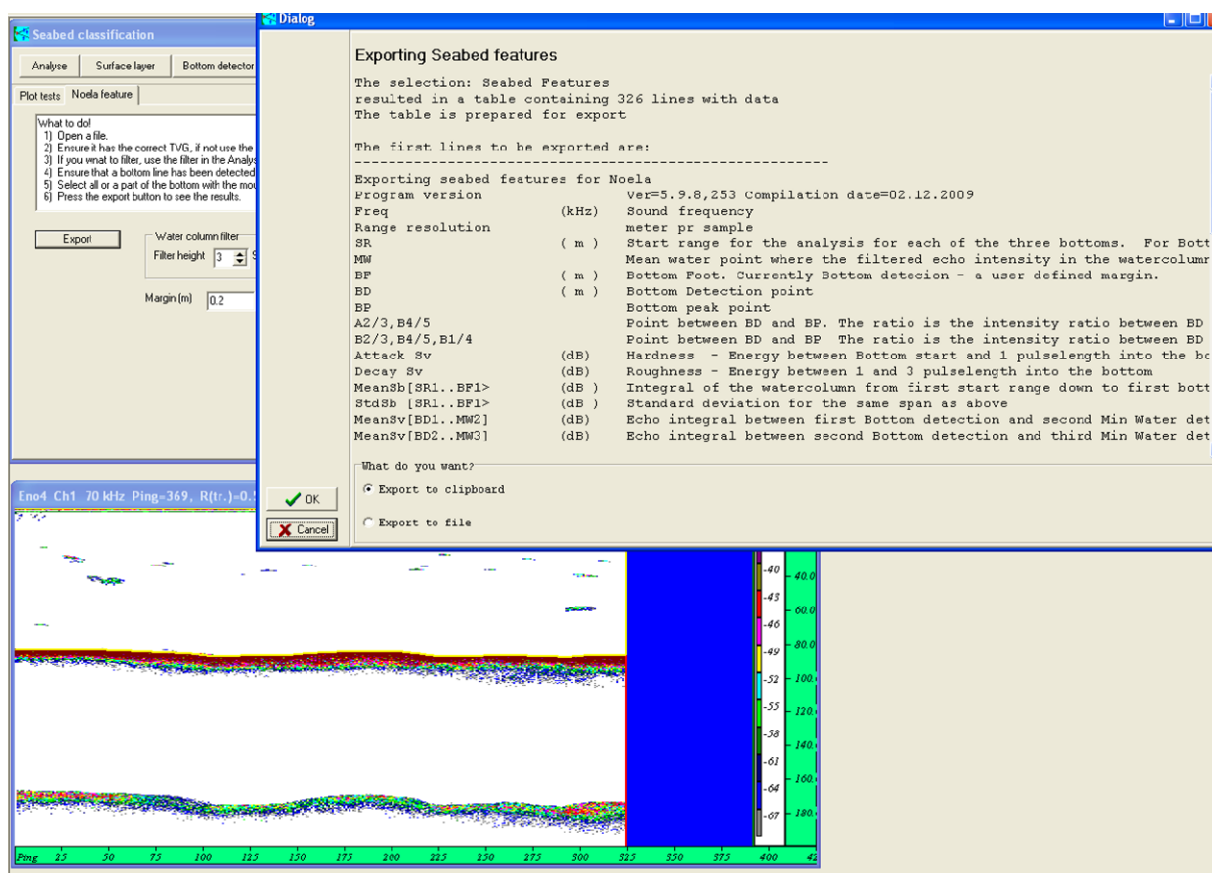 Seabed classification
Analyse
Surface layer
Bottom detector
Plot tests
Noela feature
What to do!
1) Open a file.
2) Ensure it has the correct TVG, if not use the
3) If you wnat to filter, use the filter in the Analys
4) Ensure that a bottom line has been detected
5) Select all or a part of the bottom with the mou
6) Press the export button to see the results.
Export
Water column filter
Filter height 3 S
Margin (m) 0.2
Dialog
Exporting Seabed features
The selection: Seabed Features
resulted in a table containing 326 lines with data
The table is prepared for export
The first lines to be exported are:
---------------------------------------------------------
Exporting seabed features for Noela
Program version Ver=5.9.8,253 Compilation date=02.12.2009
Freq (kHz) Sound frequency
Range resolution meter pr sample
SR ( m ) Start range for the analysis for each of the three bottoms. For Bott
MW Mean water point where the filtered echo intensity in the watercolumn
BF ( m ) Bottom Foot. Currently Bottom detecion - a user defined margin.
BD ( m ) Bottom Detection point
BP Bottom peak point
A2/3,B4/5 Point between BD and BP. The ratio is the intensity ratio between BD
B2/3,B4/5,B1/4 Point between BD and BP The ratio is the intensity ratio between BD
Attack Sv (dB) Hardness - Energy between Bottom start and 1 pulselength into the bo
Decay Sv (dB) Roughness - Energy between 1 and 3 pulselength into the bottom
MeanSb[SR1..BF1> (dB ) Integral of the watercolumn from first start range down to first bott
StdSb [SR1..BF1> (dB ) Standard deviation for the same span as above
MeanSv[BD1..MW2] (dB) Echo integral between first Bottom detection and second Min Water det
MeanSv[BD2..MW3] (dB) Echo integral between second Bottom detection and third Min Water det
What do you want?
Export to clipboard
Export to file
OK
Cancel
Eno4 Ch1 70 kHz Ping=369, R(tr.)=0.
-40
-43
-46
-49
-52
-55
-58
-61
-64
-67
40.0
60.0
80.0
100.
120.
140.
160.
180.
Ping 25 50 75 100 125 150 175 200 225 250 275 300 325 350 375 400 42